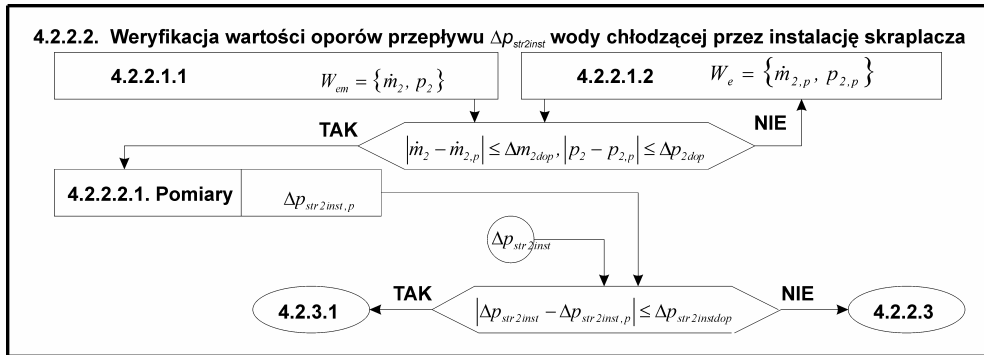 4.2.2.2. Weryfikacja wartości oporów przepływu Δp_str2inst wody chłodzącej przez instalację skraplacza
4.2.2.1.1 W_em = {ṁ_2, p_2}
4.2.2.1.2 W_e = {ṁ_2,p, p_2,p}
TAK
NIE
|ṁ_2 − ṁ_2,p| ≤ Δm_2dop, |p_2 − p_2,p| ≤ Δp_2dop
4.2.2.2.1. Pomiary Δp_str2inst,p
Δp_str2inst
TAK
NIE
4.2.3.1
|Δp_str2inst − Δp_str2inst,p| ≤ Δp_str2instdop
4.2.2.3